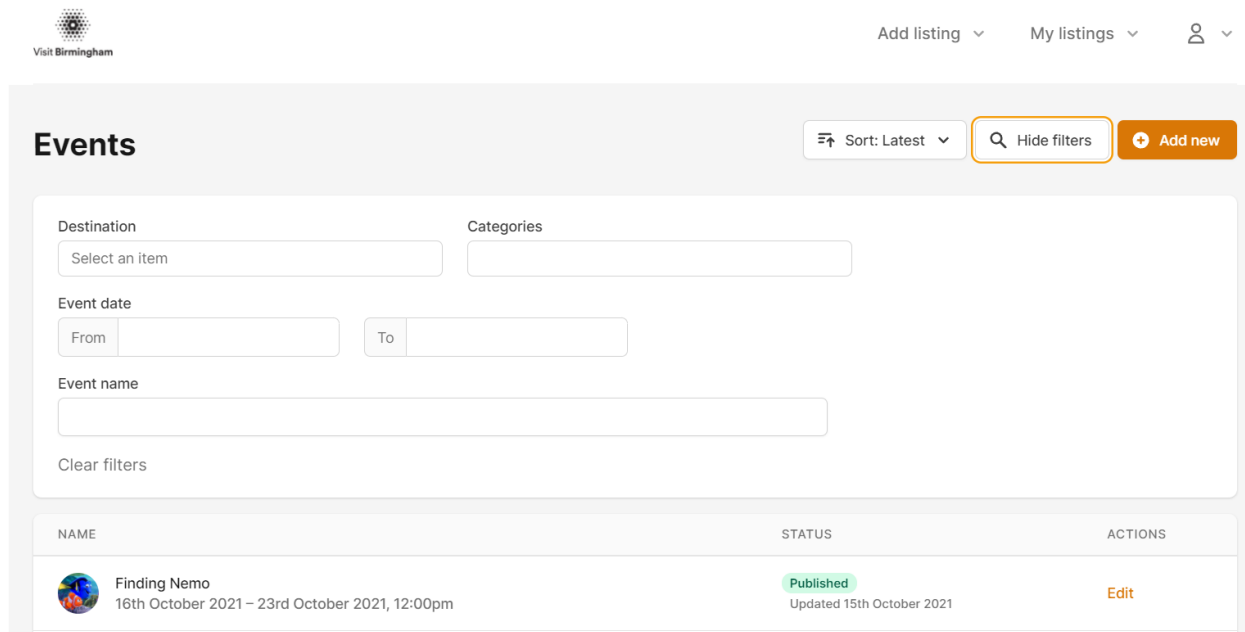 Visit Birmingham
Add listing
My listings
Events
Sort: Latest
Hide filters
Add new
Destination
Categories
Select an item
Event date
From
To
Event name
Clear filters
NAME
STATUS
ACTIONS
Finding Nemo
16th October 2021 – 23rd October 2021, 12:00pm
Published
Updated 15th October 2021
Edit